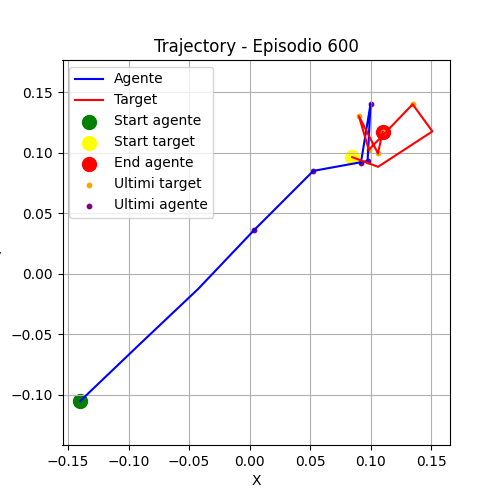 Trajectory - Episodio 600
Agente
Target
Start agente
Start target
End agente
Ultimi target
Ultimi agente
0.15
0.10
0.05
0.00
−0.05
−0.10
−0.15
−0.10
−0.05
0.00
0.05
0.10
0.15
X